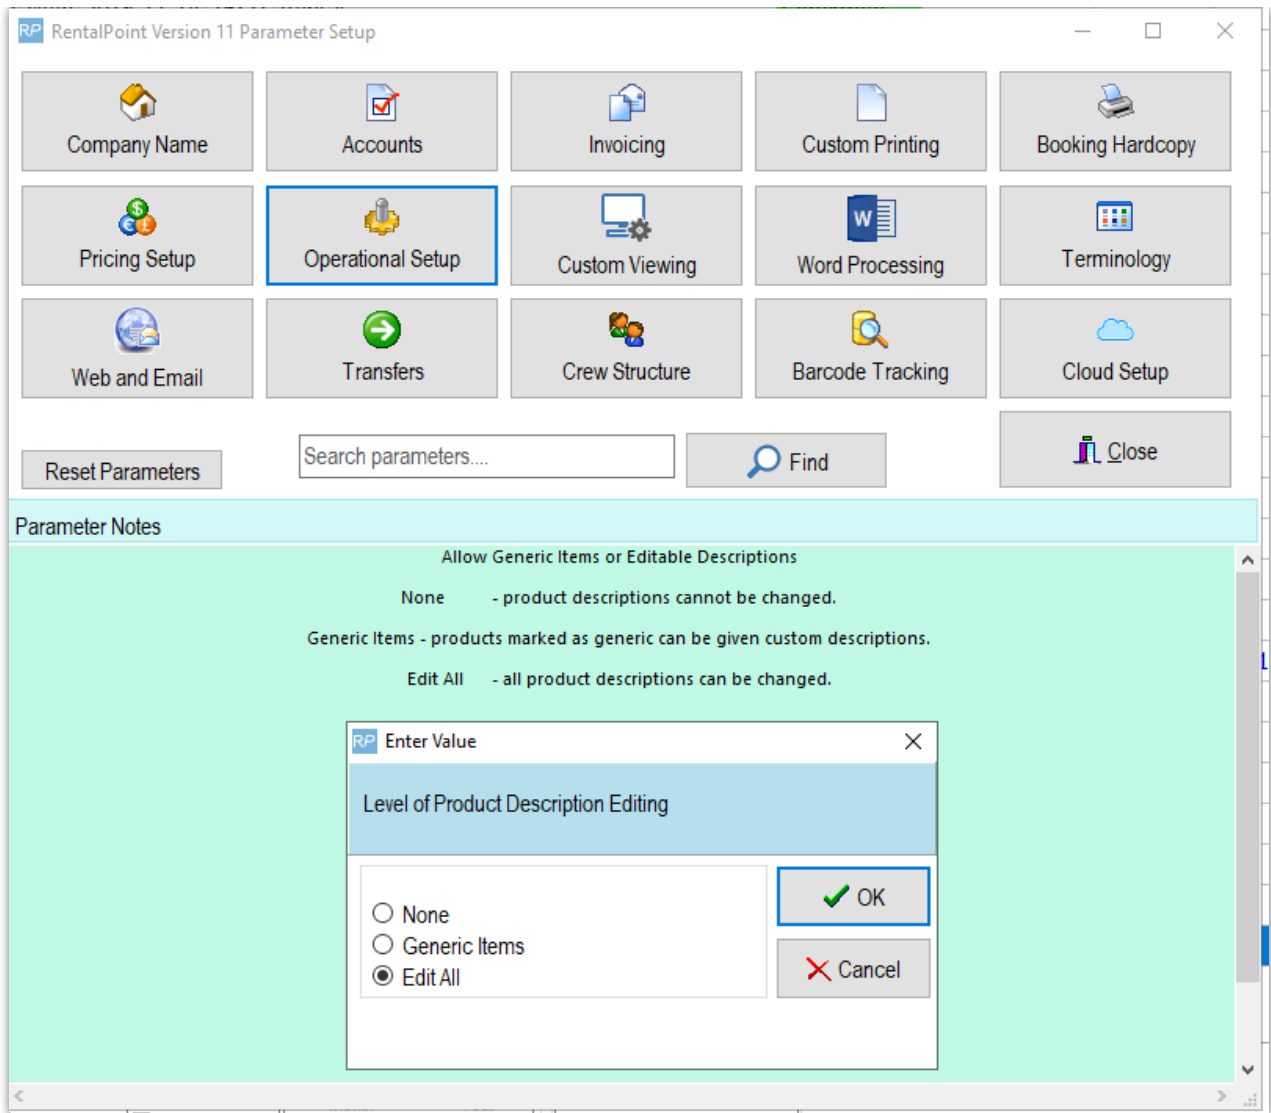 RP RentalPoint Version 11 Parameter Setup
Company Name
Accounts
Invoicing
Custom Printing
Booking Hardcopy
Pricing Setup
Operational Setup
Custom Viewing
W
Word Processing
Terminology
Web and Email
Transfers
Crew Structure
Barcode Tracking
Cloud Setup
Reset Parameters
Search parameters....
Find
Close
Parameter Notes
Allow Generic Items or Editable Descriptions
None - product descriptions cannot be changed.
Generic Items - products marked as generic can be given custom descriptions.
Edit All - all product descriptions can be changed.
RP Enter Value
Level of Product Description Editing
None
Generic Items
Edit All
OK
Cancel